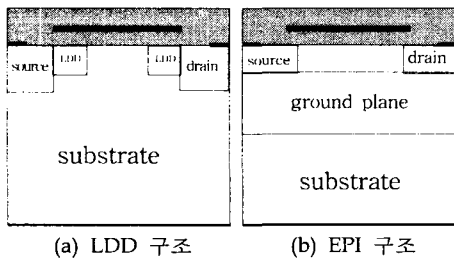 source LDD LDD drain
substrate
(a) LDD 구조
source drain
ground plane
substrate
(b) EPI 구조